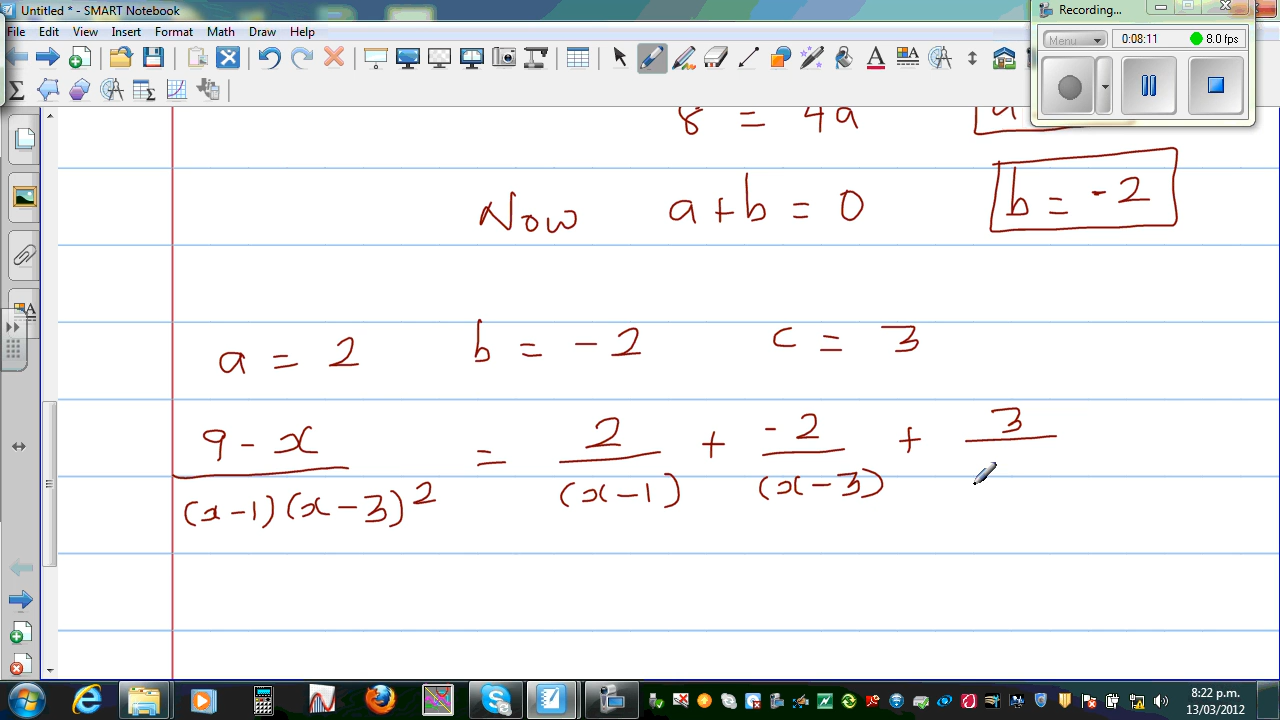 Untitled * - SMART Notebook
Recording...
File Edit View Insert Format Math Draw Help
Menu
0:08:11
8.0 fps
8 = 4a
Now a+b = 0
b = -2
a = 2 b = -2 c = 3
9 - x 2 -2 3
= + +
(x-1)(x-3)² (x-1) (x-3)
8:22 p.m.
13/03/2012